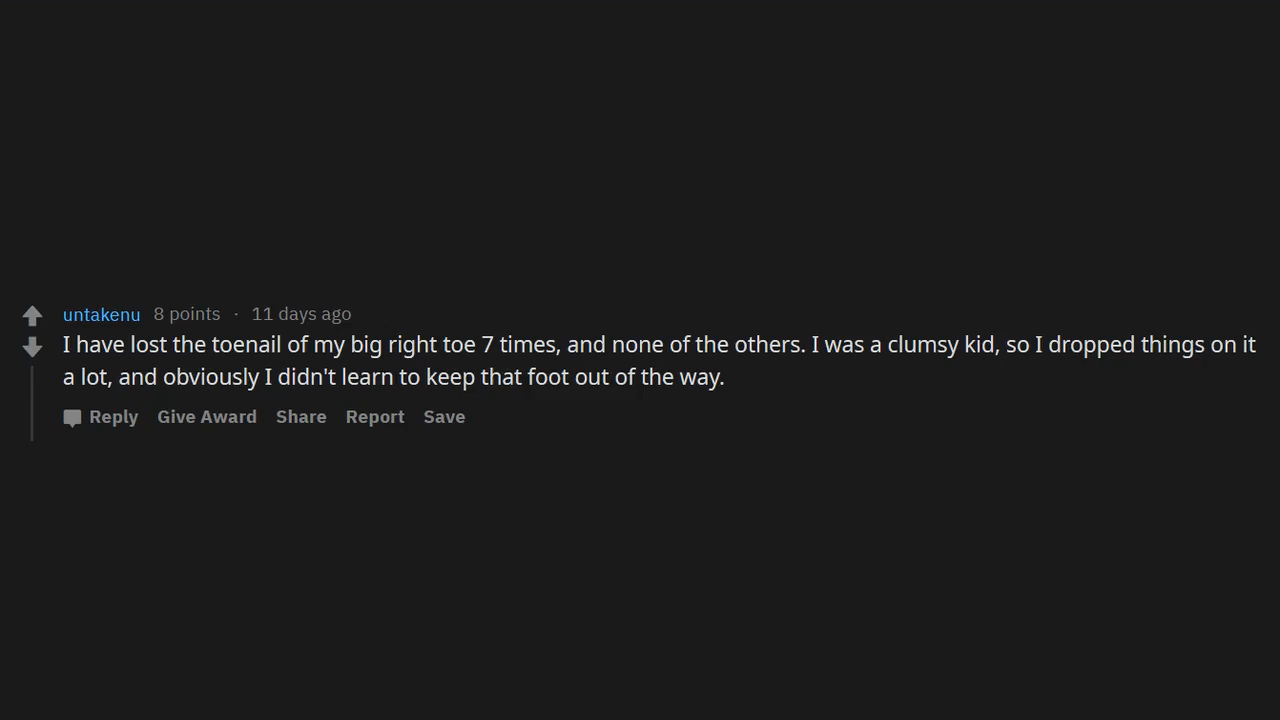 untakenu 8 points · 11 days ago
I have lost the toenail of my big right toe 7 times, and none of the others. I was a clumsy kid, so I dropped things on it
a lot, and obviously I didn't learn to keep that foot out of the way.
Reply Give Award Share Report Save